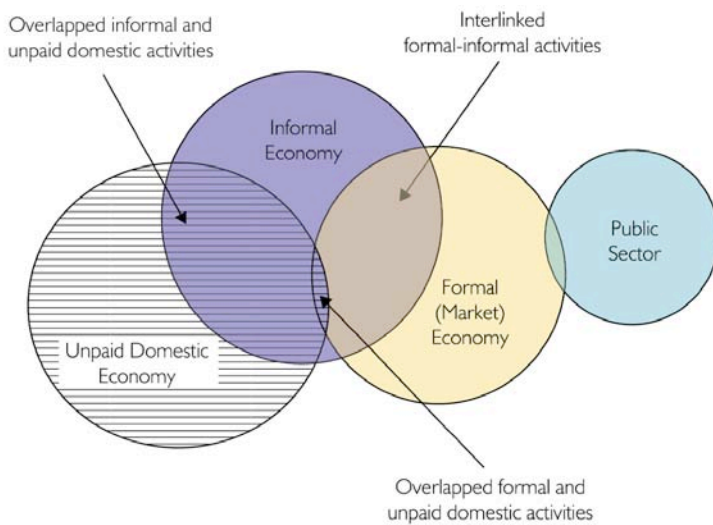 Overlapped informal and
unpaid domestic activities
Interlinked
formal-informal activities
Informal
Economy
Public
Sector
Formal
(Market)
Economy
Unpaid Domestic
Economy
Overlapped formal and
unpaid domestic activities